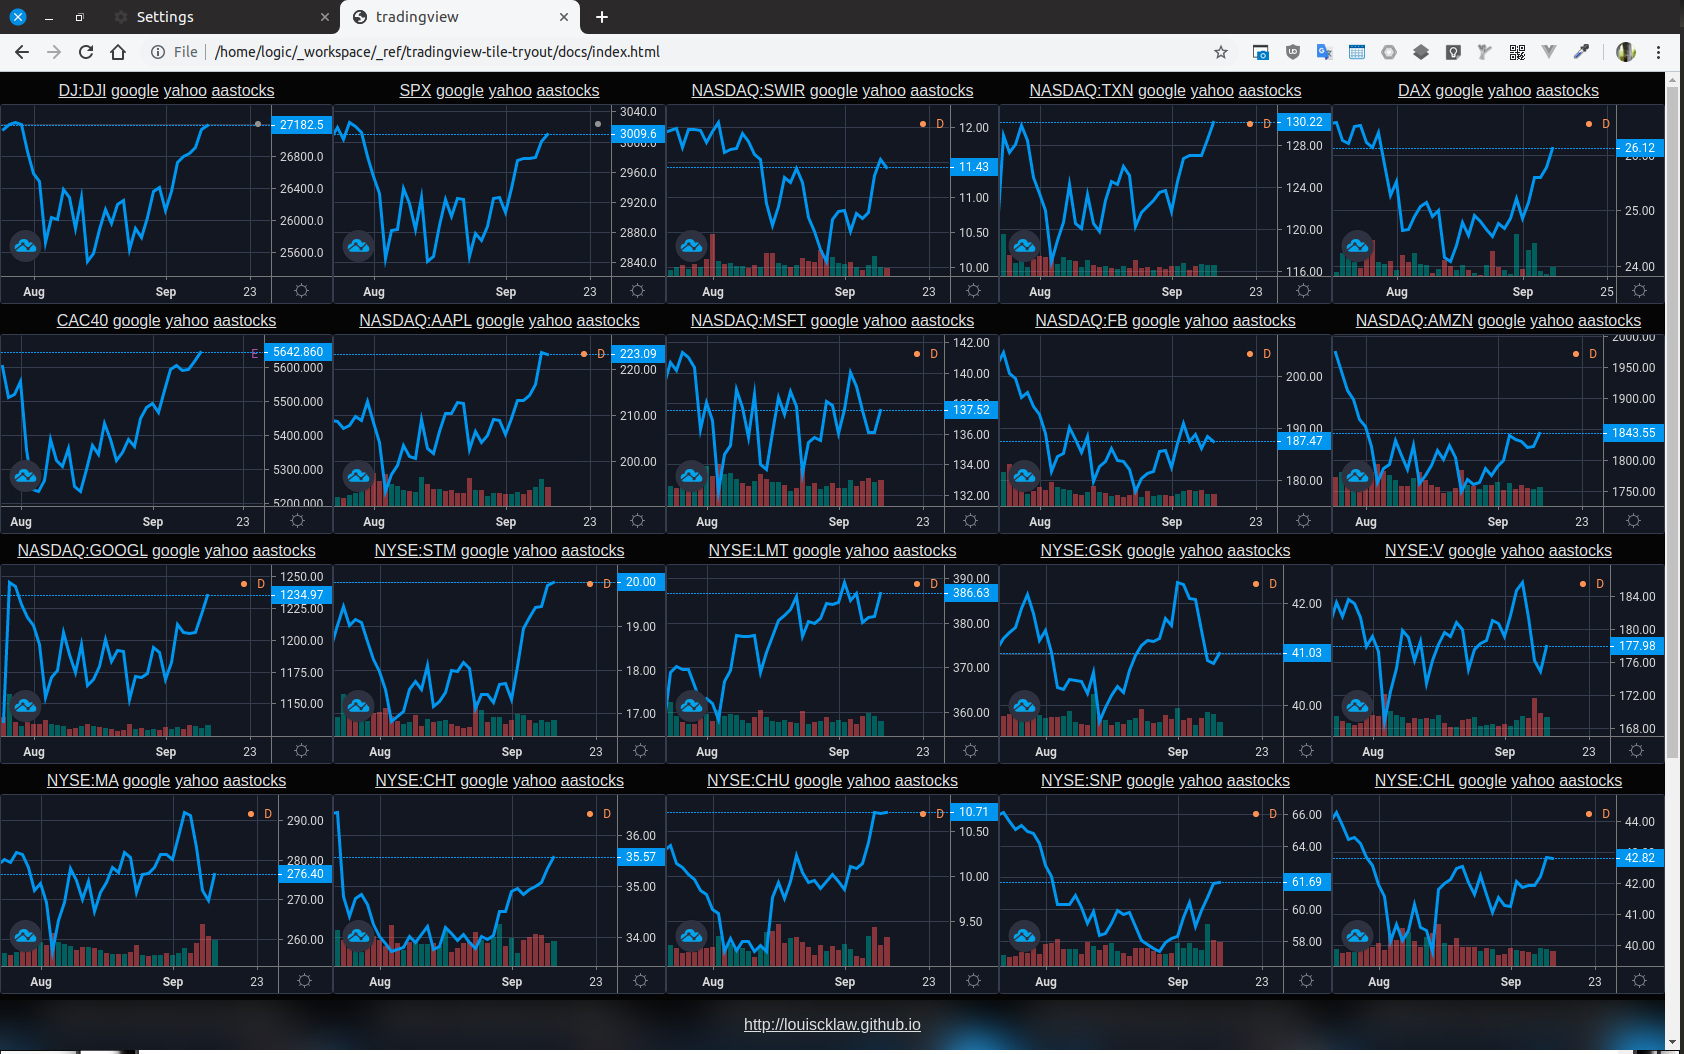 Settings
tradingview
File
/home/logic/_workspace/_ref/tradingview-tile-tryout/docs/index.html
DJ:DJI google yahoo aastocks
27182.5
26800.0
26400.0
26000.0
25600.0
Aug Sep 23
SPX google yahoo aastocks
3040.0
3009.6
3000.0
2960.0
2920.0
2880.0
2840.0
Aug Sep 23
NASDAQ:SWIR google yahoo aastocks
D
12.00
11.43
11.00
10.50
10.00
Aug Sep 23
NASDAQ:TXN google yahoo aastocks
D
130.22
128.00
124.00
120.00
116.00
Aug Sep 23
DAX google yahoo aastocks
D
26.12
26.00
25.00
24.00
Aug Sep 25
CAC40 google yahoo aastocks
E
5642.860
5600.000
5500.000
5400.000
5300.000
5200.000
Aug Sep 23
NASDAQ:AAPL google yahoo aastocks
D
223.09
220.00
210.00
200.00
Aug Sep 23
NASDAQ:MSFT google yahoo aastocks
D
142.00
140.00
138.00
137.52
136.00
134.00
132.00
Aug Sep 23
NASDAQ:FB google yahoo aastocks
D
200.00
190.00
187.47
180.00
Aug Sep 23
NASDAQ:AMZN google yahoo aastocks
D
2000.00
1950.00
1900.00
1843.55
1800.00
1750.00
Aug Sep 23
NASDAQ:GOOGL google yahoo aastocks
D
1250.00
1234.97
1225.00
1200.00
1175.00
1150.00
Aug Sep 23
NYSE:STM google yahoo aastocks
D
20.00
19.00
18.00
17.00
Aug Sep 23
NYSE:LMT google yahoo aastocks
D
390.00
386.63
380.00
370.00
360.00
Aug Sep 23
NYSE:GSK google yahoo aastocks
D
42.00
41.03
40.00
Aug Sep 23
NYSE:V google yahoo aastocks
D
184.00
180.00
177.98
176.00
172.00
168.00
Aug Sep 23
NYSE:MA google yahoo aastocks
D
290.00
280.00
276.40
270.00
260.00
Aug Sep 23
NYSE:CHT google yahoo aastocks
D
36.00
35.57
35.00
34.00
Aug Sep 23
NYSE:CHU google yahoo aastocks
D
10.71
10.50
10.00
9.50
Aug Sep 23
NYSE:SNP google yahoo aastocks
D
66.00
64.00
61.69
60.00
58.00
Aug Sep 23
NYSE:CHL google yahoo aastocks
D
44.00
42.82
42.00
41.00
40.00
Aug Sep 23
http://louiscklaw.github.io